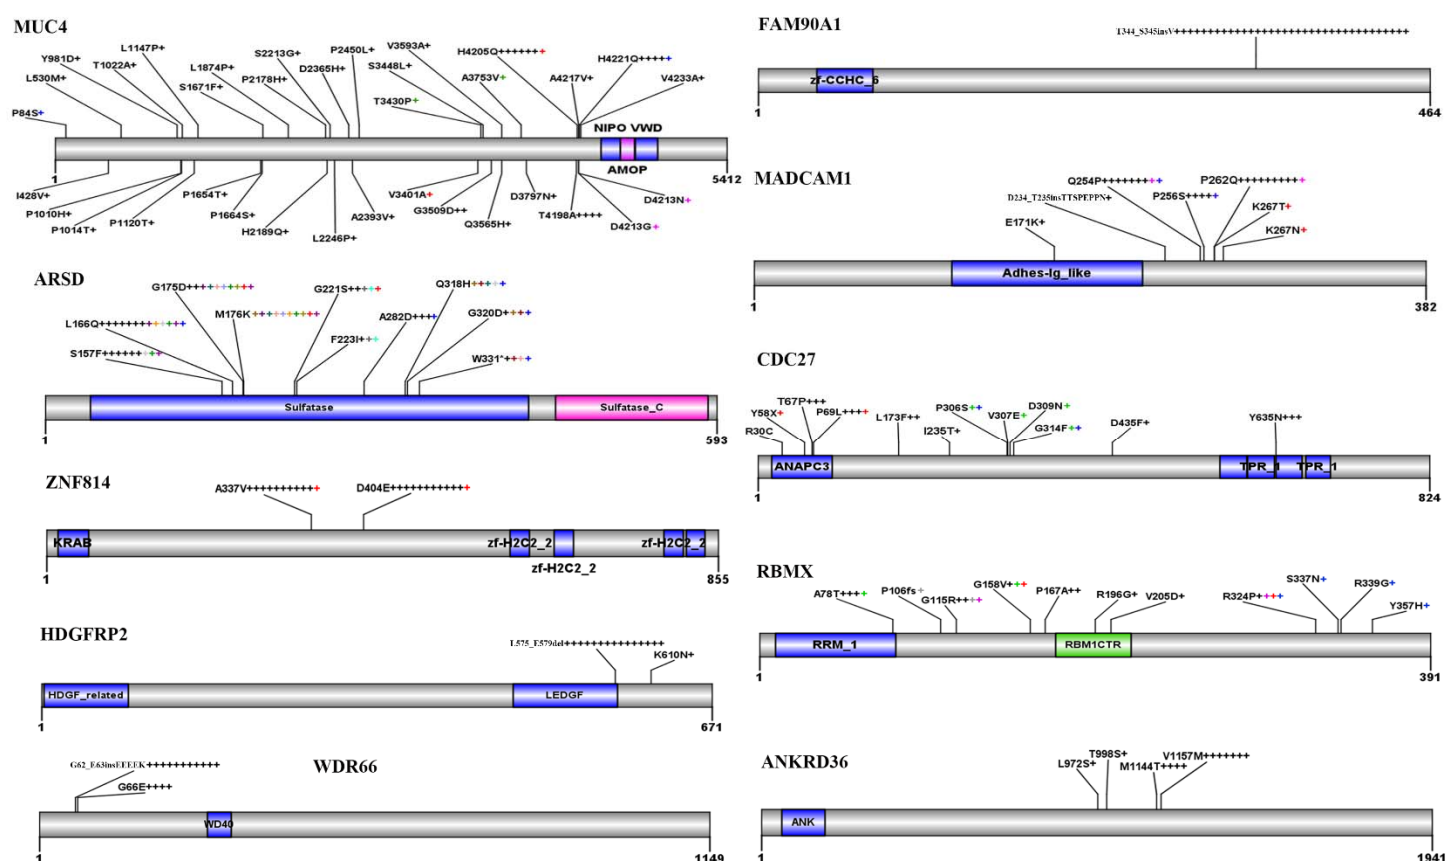 MUC4
P84S+
L530M+
Y981D+
T1022A+
L1147P+
S1671F+
L1874P+
P2178H+
S2213G+
D2365H+
P2450L+
T3430P+
S3448L+
V3593A+
A3753V+
H4205Q++++++
A4217V+
H4221Q+++++
V4233A+
NIPO VWD
AMOP
1
5412
I428V+
P1010H+
P1014T+
P1120T+
P1654T+
P1664S+
H2189Q+
L2246P+
A2393V+
V3401A+
G3509D++
Q3565H+
D3797N+
T4198A++++
D4213G+
D4213N+
ARSD
S157F+++++++++
L166Q+++++++++++++
G175D++++++++++++
M176K++++++++++
G221S++++++
F223I+++
A282D++++
Q318H++++++
G320D++++
W331*++++
Sulfatase
Sulfatase_C
1
593
ZNF814
A337V++++++++++
D404E+++++++++++
KRAB
zf-H2C2_2
zf-H2C2_2
zf-H2C2_2
1
855
HDGFRP2
L575_E579del++++++++++++++
K610N+
HDGF_related
LEDGF
1
671
WDR66
G62_E63insEEEEK+++++++++++
G66E++++
WD40
1
1149
FAM90A1
T344_S345insV+++++++++++++++++++++++++++++++++
zf-CCHC_6
1
464
MADCAM1
E171K+
D234_T235insTTSPEPPN+
Q254P+++++++++
P256S+++++
P262Q++++++++++
K267T+
K267N+
Adhes-Ig_like
1
382
CDC27
R30C
Y58X+
T67P+++
P69L++++
L173F++
I235T+
P306S++
V307E+
D309N+
G314F++
D435F+
Y635N+++
ANAPC3
TPR_1
TPR_1
1
824
RBMX
A78T++++
P106fs+
G115R++++
G158V+++
P167A++
R196G+
V205D+
R324P++++
S337N+
R339G+
Y357H+
RRM_1
RBM1CTR
1
391
ANKRD36
L972S+
T998S+
M1144T++++
V1157M+++++++
ANK
1
1941